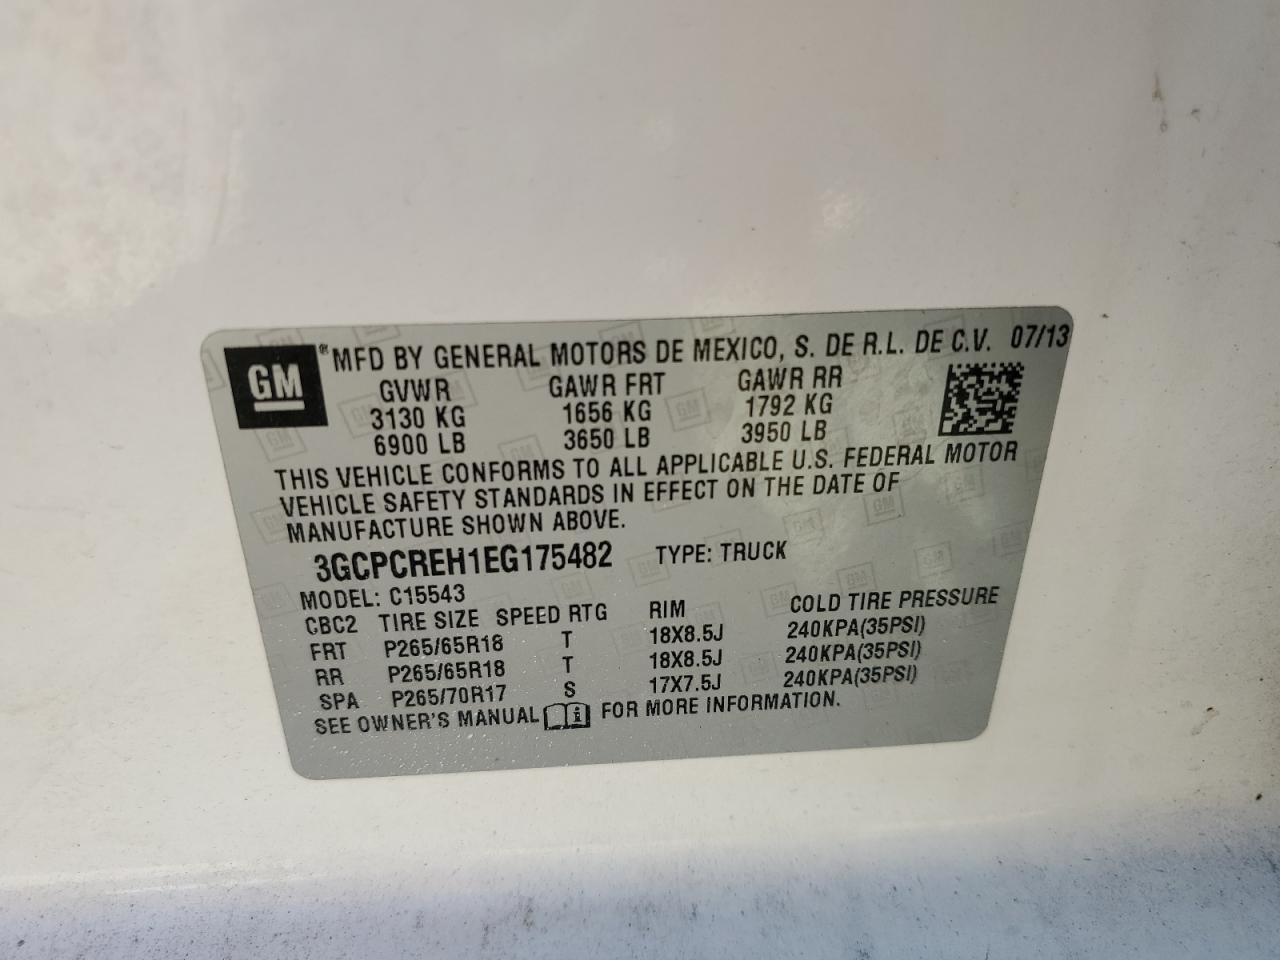 GM ® MFD BY GENERAL MOTORS DE MEXICO, S. DE R.L. DE C.V. 07/13
GVWR GAWR FRT GAWR RR
3130 KG 1656 KG 1792 KG
6900 LB 3650 LB 3950 LB
THIS VEHICLE CONFORMS TO ALL APPLICABLE U.S. FEDERAL MOTOR
VEHICLE SAFETY STANDARDS IN EFFECT ON THE DATE OF
MANUFACTURE SHOWN ABOVE.
3GCPCREH1EG175482 TYPE: TRUCK
MODEL: C15543
CBC2 TIRE SIZE SPEED RTG RIM COLD TIRE PRESSURE
FRT P265/65R18 T 18X8.5J 240KPA(35PSI)
RR P265/65R18 T 18X8.5J 240KPA(35PSI)
SPA P265/70R17 S 17X7.5J 240KPA(35PSI)
SEE OWNER'S MANUAL i FOR MORE INFORMATION.